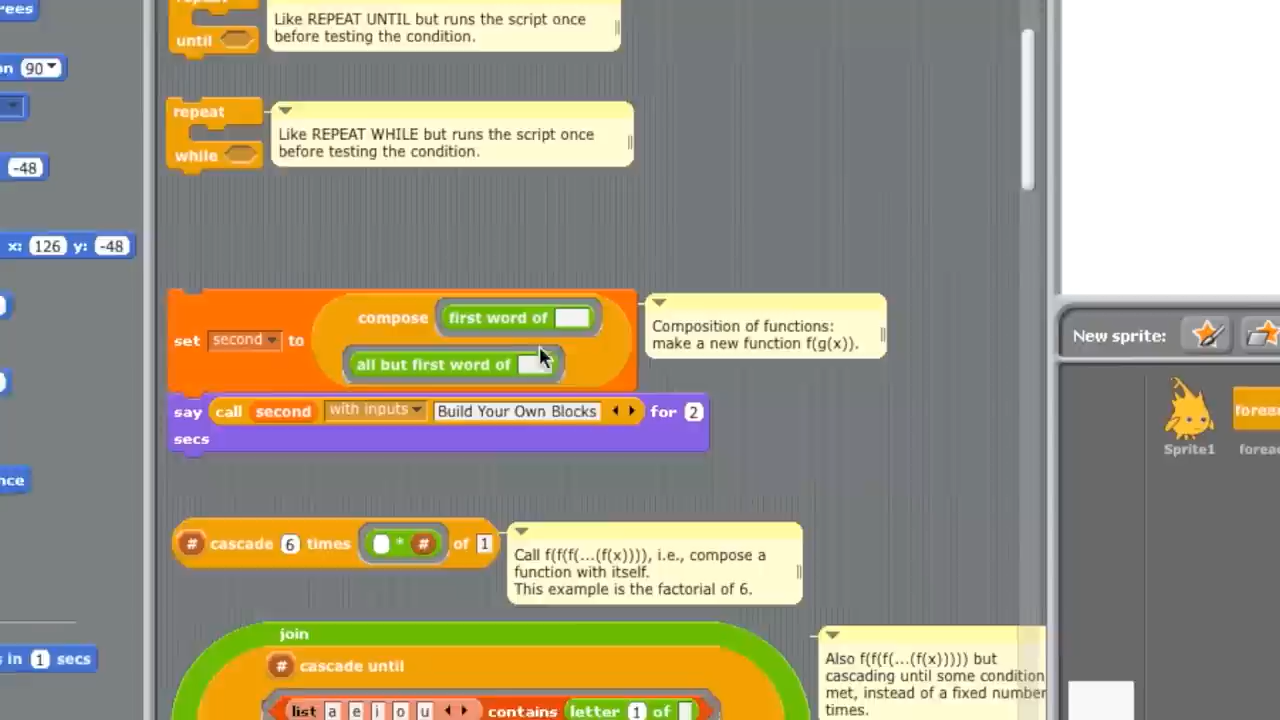 rees
repeat
until
Like REPEAT UNTIL but runs the script once
before testing the condition.
on 90
repeat
while
Like REPEAT WHILE but runs the script once
before testing the condition.
-48
x: 126 y: -48
set second to
compose first word of
all but first word of
Composition of functions:
make a new function f(g(x)).
say call second with inputs Build Your Own Blocks for 2
secs
New sprite:
Sprite1
nce
# cascade 6 times * # of 1
Call f(f(f(...(f(x)))), i.e., compose a
function with itself.
This example is the factorial of 6.
join
# cascade until
list a e i o u contains letter 1 of
Also f(f(f(...(f(x))))) but
cascading until some condition
met, instead of a fixed number
times.
s in 1 secs